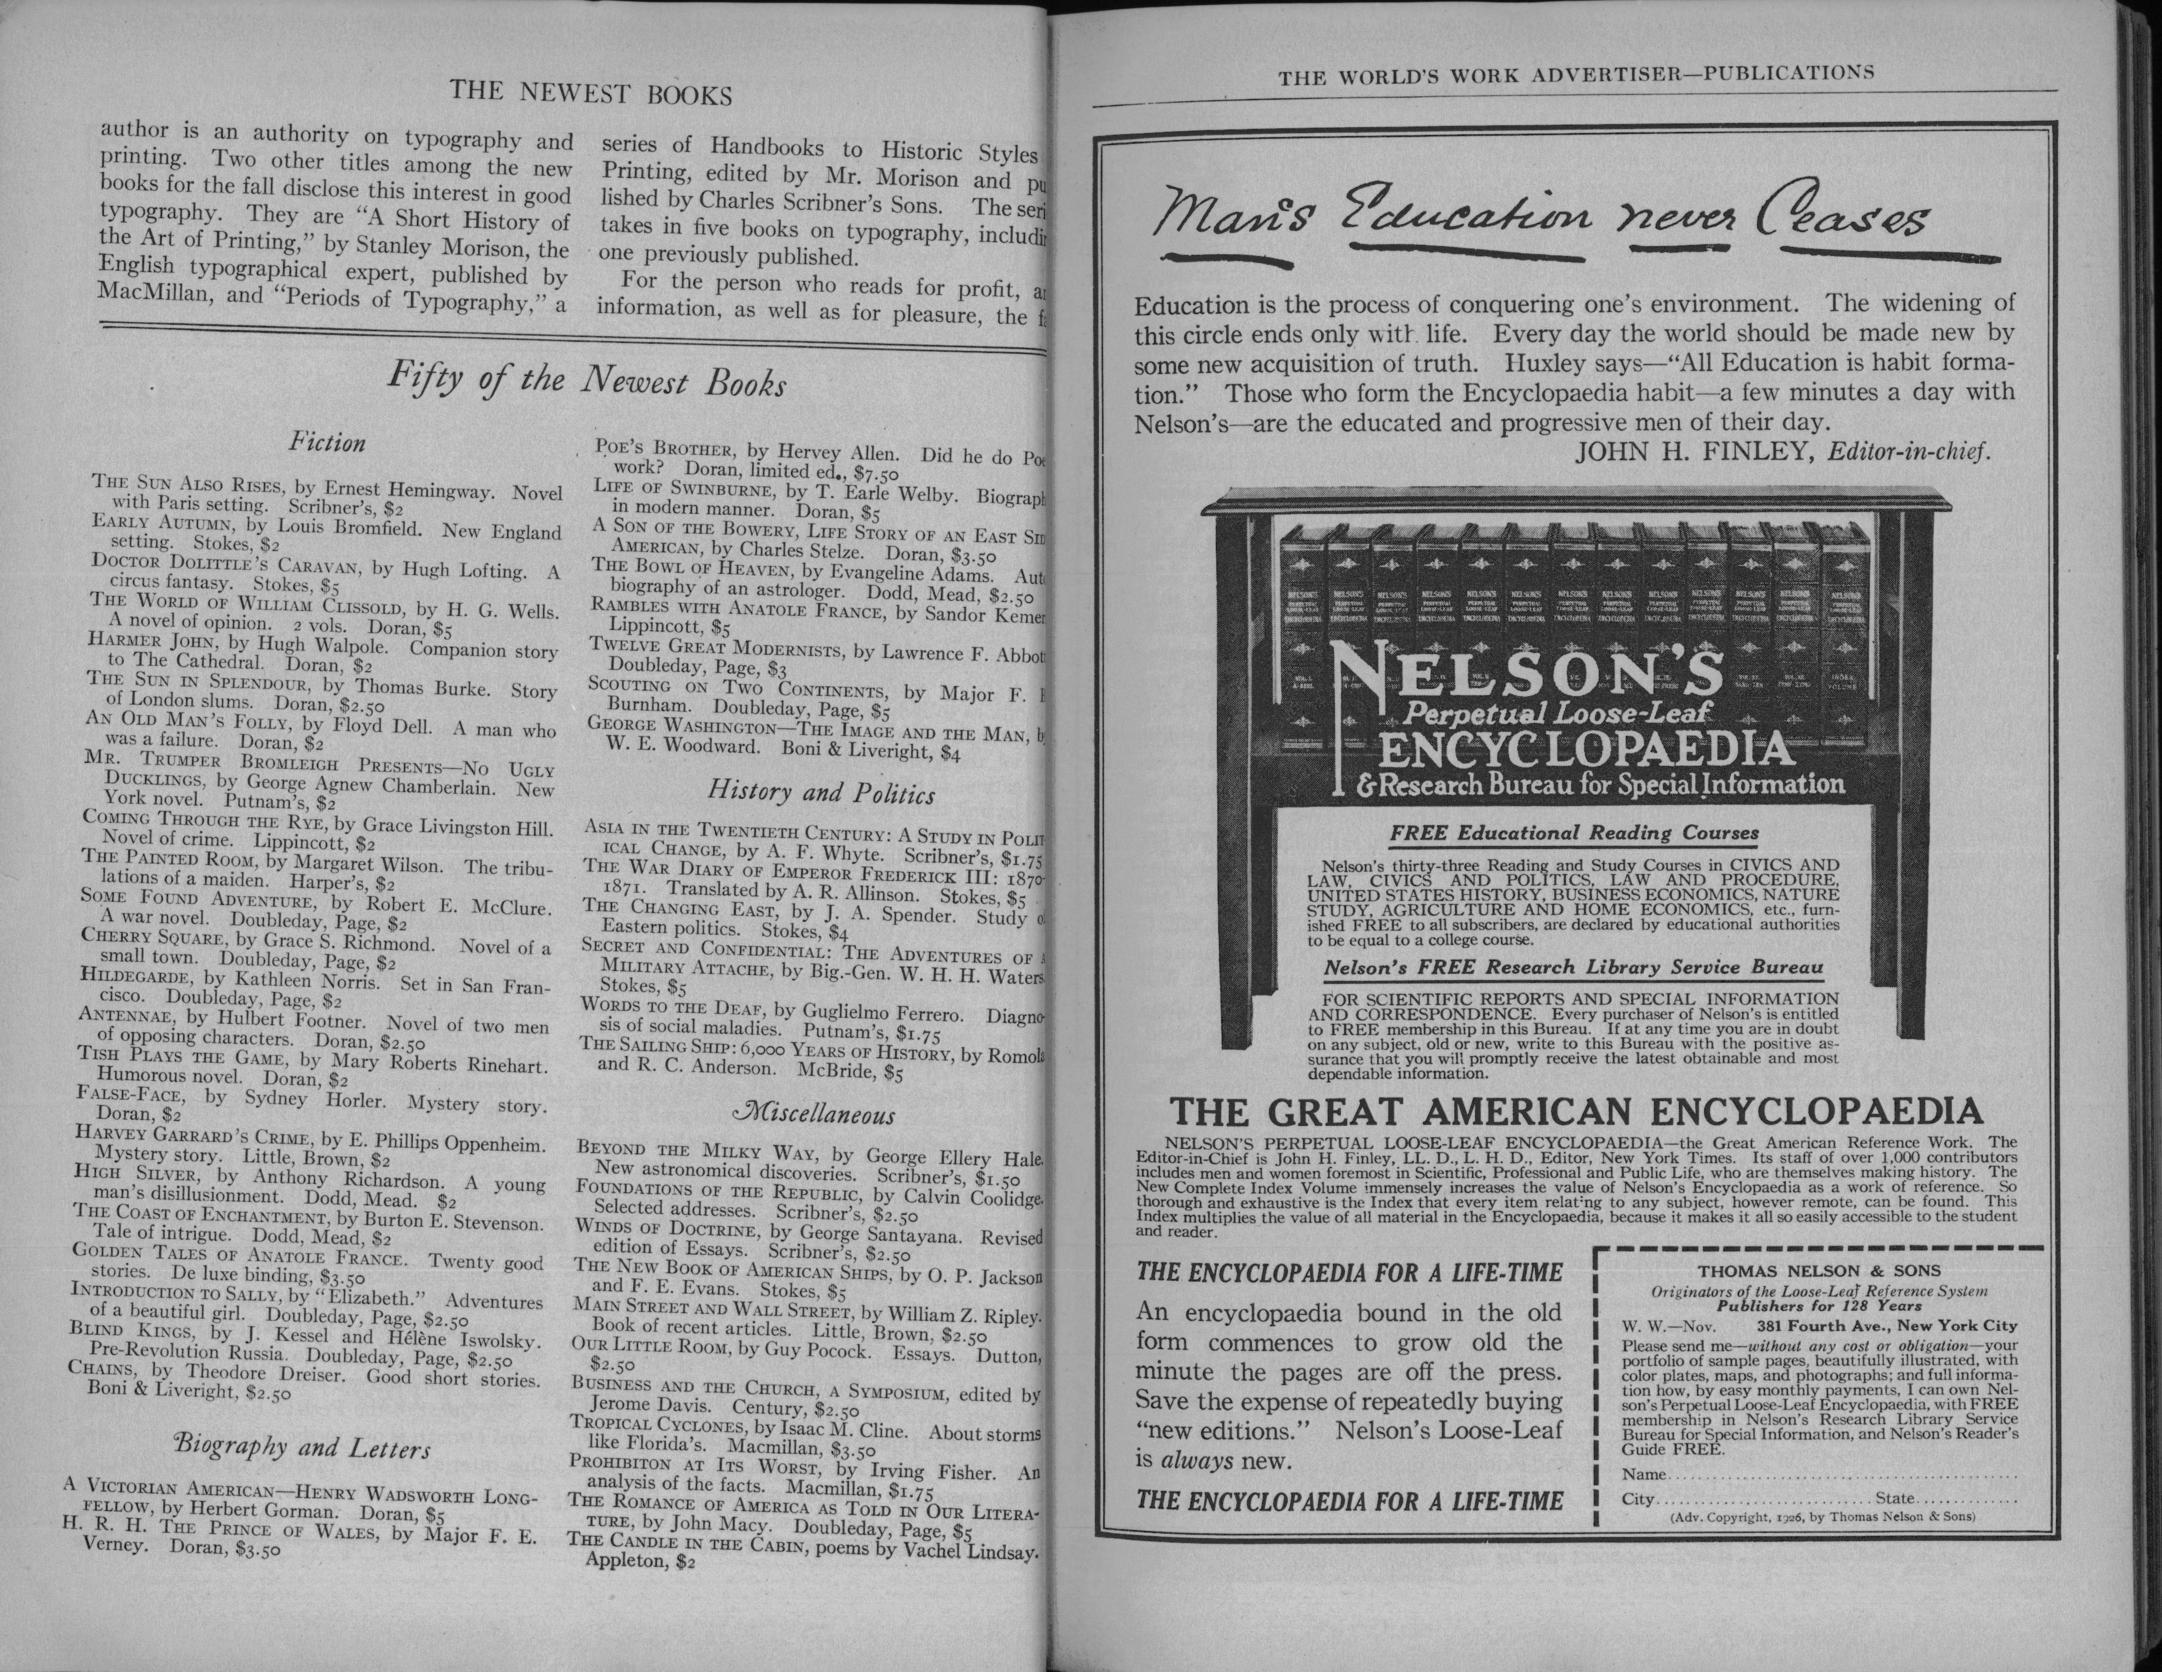 THE NEWEST BOOKS
author is an authority on typography and
printing. Two other titles among the new
books for the fall disclose this interest in good
typography. They are “A Short History of
the Art of Printing,” by Stanley Morison, the
English typographical expert, published by
MacMillan, and “Periods of Typography,” a
series of Handbooks to Historic Styles
Printing, edited by Mr. Morison and pu
lished by Charles Scribner's Sons. The seri
takes in five books on typography, includin
one previously published.
For the person who reads for profit, an
information, as well as for pleasure, the fa
Fifty of the Newest Books
Fiction
THE SUN ALSO RISES, by Ernest Hemingway. Novel
with Paris setting. Scribner's, $2
EARLY AUTUMN, by Louis Bromfield. New England
setting. Stokes, $2
DOCTOR DOLITTLE'S CARAVAN, by Hugh Lofting. A
circus fantasy. Stokes, $5
THE WORLD OF WILLIAM CLISSOLD, by H. G. Wells.
A novel of opinion. 2 vols. Doran, $5
HARMER JOHN, by Hugh Walpole. Companion story
to The Cathedral. Doran, $2
THE SUN IN SPLENDOUR, by Thomas Burke. Story
of London slums. Doran, $2.50
AN OLD MAN'S FOLLY, by Floyd Dell. A man who
was a failure. Doran, $2
MR. TRUMPER BROMLEIGH PRESENTS—NO UGLY
DUCKLINGS, by George Agnew Chamberlain. New
York novel. Putnam's, $2
COMING THROUGH THE RYE, by Grace Livingston Hill.
Novel of crime. Lippincott, $2
THE PAINTED ROOM, by Margaret Wilson. The tribu-
lations of a maiden. Harper's, $2
SOME FOUND ADVENTURE, by Robert E. McClure.
A war novel. Doubleday, Page, $2
CHERRY SQUARE, by Grace S. Richmond. Novel of a
small town. Doubleday, Page, $2
HILDEGARDE, by Kathleen Norris. Set in San Fran-
cisco. Doubleday, Page, $2
ANTENNAE, by Hulbert Footner. Novel of two men
of opposing characters. Doran, $2.50
TISH PLAYS THE GAME, by Mary Roberts Rinehart.
Humorous novel. Doran, $2
FALSE-FACE, by Sydney Horler. Mystery story.
Doran, $2
HARVEY GARRARD'S CRIME, by E. Phillips Oppenheim.
Mystery story. Little, Brown, $2
HIGH SILVER, by Anthony Richardson. A young
man's disillusionment. Dodd, Mead. $2
THE COAST OF ENCHANTMENT, by Burton E. Stevenson.
Tale of intrigue. Dodd, Mead, $2
GOLDEN TALES OF ANATOLE FRANCE. Twenty good
stories. De luxe binding, $3.50
INTRODUCTION TO SALLY, by “Elizabeth.” Adventures
of a beautiful girl. Doubleday, Page, $2.50
BLIND KINGS, by J. Kessel and Hélène Iswolsky.
Pre-Revolution Russia. Doubleday, Page, $2.50
CHAINS, by Theodore Dreiser. Good short stories.
Boni & Liveright, $2.50
Biography and Letters
A VICTORIAN AMERICAN—HENRY WADSWORTH LONG-
FELLOW, by Herbert Gorman. Doran, $5
H. R. H. THE PRINCE OF WALES, by Major F. E.
Verney. Doran, $3.50
POE'S BROTHER, by Hervey Allen. Did he do Poe
work? Doran, limited ed., $7.50
LIFE OF SWINBURNE, by T. Earle Welby. Biograph
in modern manner. Doran, $5
A SON OF THE BOWERY, LIFE STORY OF AN EAST SID
AMERICAN, by Charles Stelze. Doran, $3.50
THE BOWL OF HEAVEN, by Evangeline Adams. Aut
biography of an astrologer. Dodd, Mead, $2.50
RAMBLES WITH ANATOLE FRANCE, by Sandor Kemer
Lippincott, $5
TWELVE GREAT MODERNISTS, by Lawrence F. Abbot
Doubleday, Page, $3
SCOUTING ON TWO CONTINENTS, by Major F.
Burnham. Doubleday, Page, $5
GEORGE WASHINGTON—THE IMAGE AND THE MAN, b
W. E. Woodward. Boni & Liveright, $4
History and Politics
ASIA IN THE TWENTIETH CENTURY: A STUDY IN POLIT
ICAL CHANGE, by A. F. Whyte. Scribner's, $1.75
THE WAR DIARY OF EMPEROR FREDERICK III: 1870-
1871. Translated by A. R. Allinson. Stokes, $5
THE CHANGING EAST, by J. A. Spender. Study o
Eastern politics. Stokes, $4
SECRET AND CONFIDENTIAL: THE ADVENTURES OF A
MILITARY ATTACHE, by Big.-Gen. W. H. H. Waters
Stokes, $5
WORDS TO THE DEAF, by Guglielmo Ferrero. Diagno-
sis of social maladies. Putnam's, $1.75
THE SAILING SHIP: 6,000 YEARS OF HISTORY, by Romola
and R. C. Anderson. McBride, $5
Miscellaneous
BEYOND THE MILKY WAY, by George Ellery Hale.
New astronomical discoveries. Scribner's, $1.50
FOUNDATIONS OF THE REPUBLIC, by Calvin Coolidge.
Selected addresses. Scribner's, $2.50
WINDS OF DOCTRINE, by George Santayana. Revised
edition of Essays. Scribner's, $2.50
THE NEW BOOK OF AMERICAN SHIPS, by O. P. Jackson
and F. E. Evans. Stokes, $5
MAIN STREET AND WALL STREET, by William Z. Ripley.
Book of recent articles. Little, Brown, $2.50
OUR LITTLE ROOM, by Guy Pocock. Essays. Dutton,
$2.50
BUSINESS AND THE CHURCH, A SYMPOSIUM, edited by
Jerome Davis. Century, $2.50
TROPICAL CYCLONES, by Isaac M. Cline. About storms
like Florida's. Macmillan, $3.50
PROHIBITON AT ITS WORST, by Irving Fisher. An
analysis of the facts. Macmillan, $1.75
THE ROMANCE OF AMERICA AS TOLD IN OUR LITERA-
TURE, by John Macy. Doubleday, Page, $5
THE CANDLE IN THE CABIN, poems by Vachel Lindsay.
Appleton, $2
THE WORLD'S WORK ADVERTISER—PUBLICATIONS
Man's Education never Ceases
Education is the process of conquering one's environment. The widening of
this circle ends only with life. Every day the world should be made new by
some new acquisition of truth. Huxley says—“All Education is habit forma-
tion.” Those who form the Encyclopaedia habit—a few minutes a day with
Nelson's—are the educated and progressive men of their day.
JOHN H. FINLEY, Editor-in-chief.
NELSON'S
Perpetual Loose-Leaf
ENCYCLOPAEDIA
& Research Bureau for Special Information
FREE Educational Reading Courses
Nelson's thirty-three Reading and Study Courses in CIVICS AND
LAW, CIVICS AND POLITICS, LAW AND PROCEDURE,
UNITED STATES HISTORY, BUSINESS ECONOMICS, NATURE
STUDY, AGRICULTURE AND HOME ECONOMICS, etc., furn-
ished FREE to all subscribers, are declared by educational authorities
to be equal to a college course.
Nelson's FREE Research Library Service Bureau
FOR SCIENTIFIC REPORTS AND SPECIAL INFORMATION
AND CORRESPONDENCE. Every purchaser of Nelson's is entitled
to FREE membership in this Bureau. If at any time you are in doubt
on any subject, old or new, write to this Bureau with the positive as-
surance that you will promptly receive the latest obtainable and most
dependable information.
THE GREAT AMERICAN ENCYCLOPAEDIA
NELSON'S PERPETUAL LOOSE-LEAF ENCYCLOPAEDIA—the Great American Reference Work. The
Editor-in-Chief is John H. Finley, LL. D., L. H. D., Editor, New York Times. Its staff of over 1,000 contributors
includes men and women foremost in Scientific, Professional and Public Life, who are themselves making history. The
New Complete Index Volume immensely increases the value of Nelson's Encyclopaedia as a work of reference. So
thorough and exhaustive is the Index that every item relating to any subject, however remote, can be found. This
Index multiplies the value of all material in the Encyclopaedia, because it makes it all so easily accessible to the student
and reader.
THE ENCYCLOPAEDIA FOR A LIFE-TIME
An encyclopaedia bound in the old
form commences to grow old the
minute the pages are off the press.
Save the expense of repeatedly buying
“new editions.” Nelson's Loose-Leaf
is always new.
THE ENCYCLOPAEDIA FOR A LIFE-TIME
THOMAS NELSON & SONS
Originators of the Loose-Leaf Reference System
Publishers for 128 Years
W. W.—Nov. 381 Fourth Ave., New York City
Please send me—without any cost or obligation—your
portfolio of sample pages, beautifully illustrated, with
color plates, maps, and photographs; and full informa-
tion how, by easy monthly payments, I can own Nel-
son's Perpetual Loose-Leaf Encyclopaedia, with FREE
membership in Nelson's Research Library Service
Bureau for Special Information, and Nelson's Reader's
Guide FREE.
Name
City State
(Adv. Copyright, 1926, by Thomas Nelson & Sons)